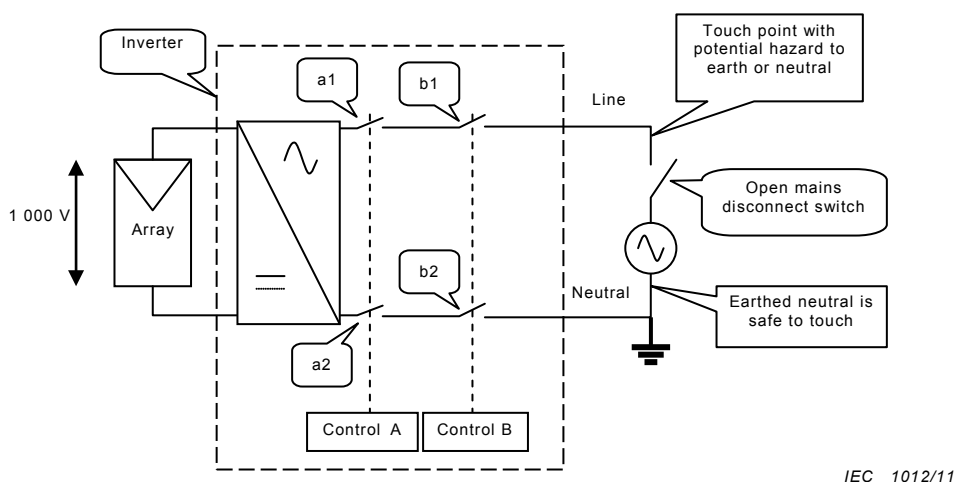 Inverter
a1
b1
Line
Touch point with
potential hazard to
earth or neutral
1 000 V
Array
Open mains
disconnect switch
b2
Neutral
Earthed neutral is
safe to touch
a2
Control A
Control B
IEC 1012/11